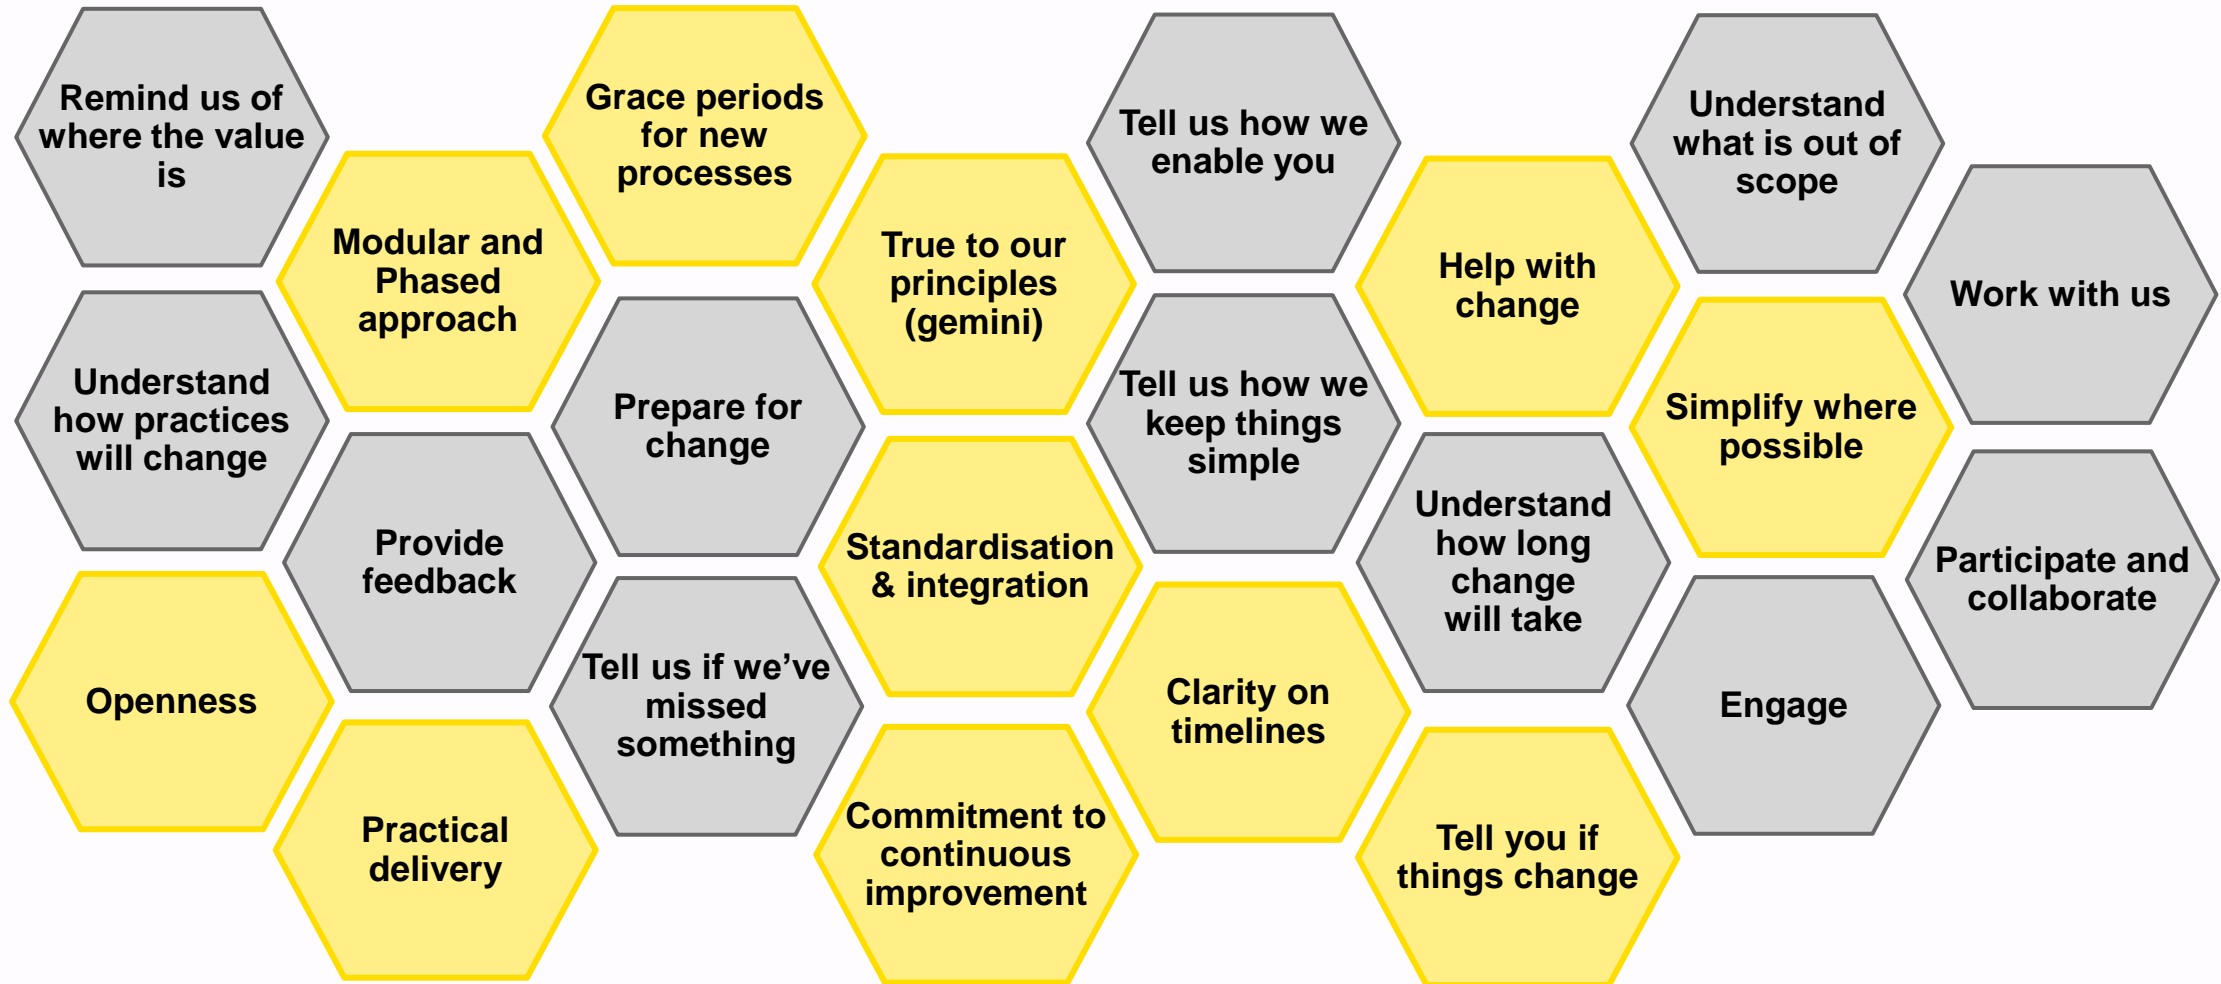 Remind us of
where the value
is
Understand
how practices
will change
Openness
Modular and
Phased
approach
Provide
feedback
Practical
delivery
Grace periods
for new
processes
Prepare for
change
Tell us if we’ve
missed
something
True to our
principles
(gemini)
Standardisation
& integration
Commitment to
continuous
improvement
Tell us how we
enable you
Tell us how we
keep things
simple
Clarity on
timelines
Help with
change
Understand
how long
change
will take
Tell you if
things change
Understand
what is out of
scope
Simplify where
possible
Engage
Work with us
Participate and
collaborate